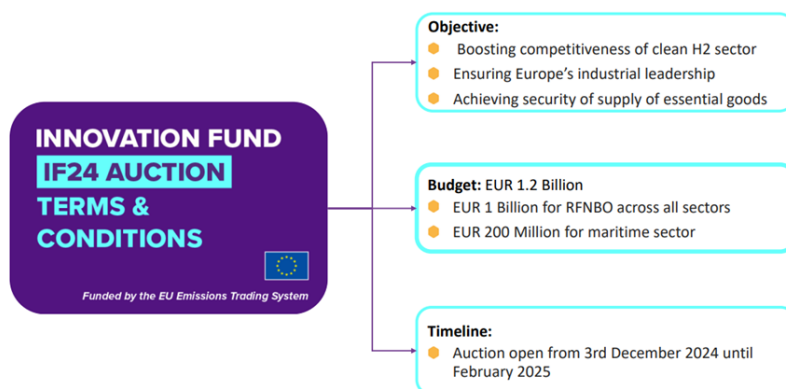 INNOVATION FUND
IF24 AUCTION
TERMS &
CONDITIONS
Funded by the EU Emissions Trading System
Objective:
Boosting competitiveness of clean H2 sector
Ensuring Europe's industrial leadership
Achieving security of supply of essential goods
Budget: EUR 1.2 Billion
EUR 1 Billion for RFNBO across all sectors
EUR 200 Million for maritime sector
Timeline:
Auction open from 3rd December 2024 until
February 2025